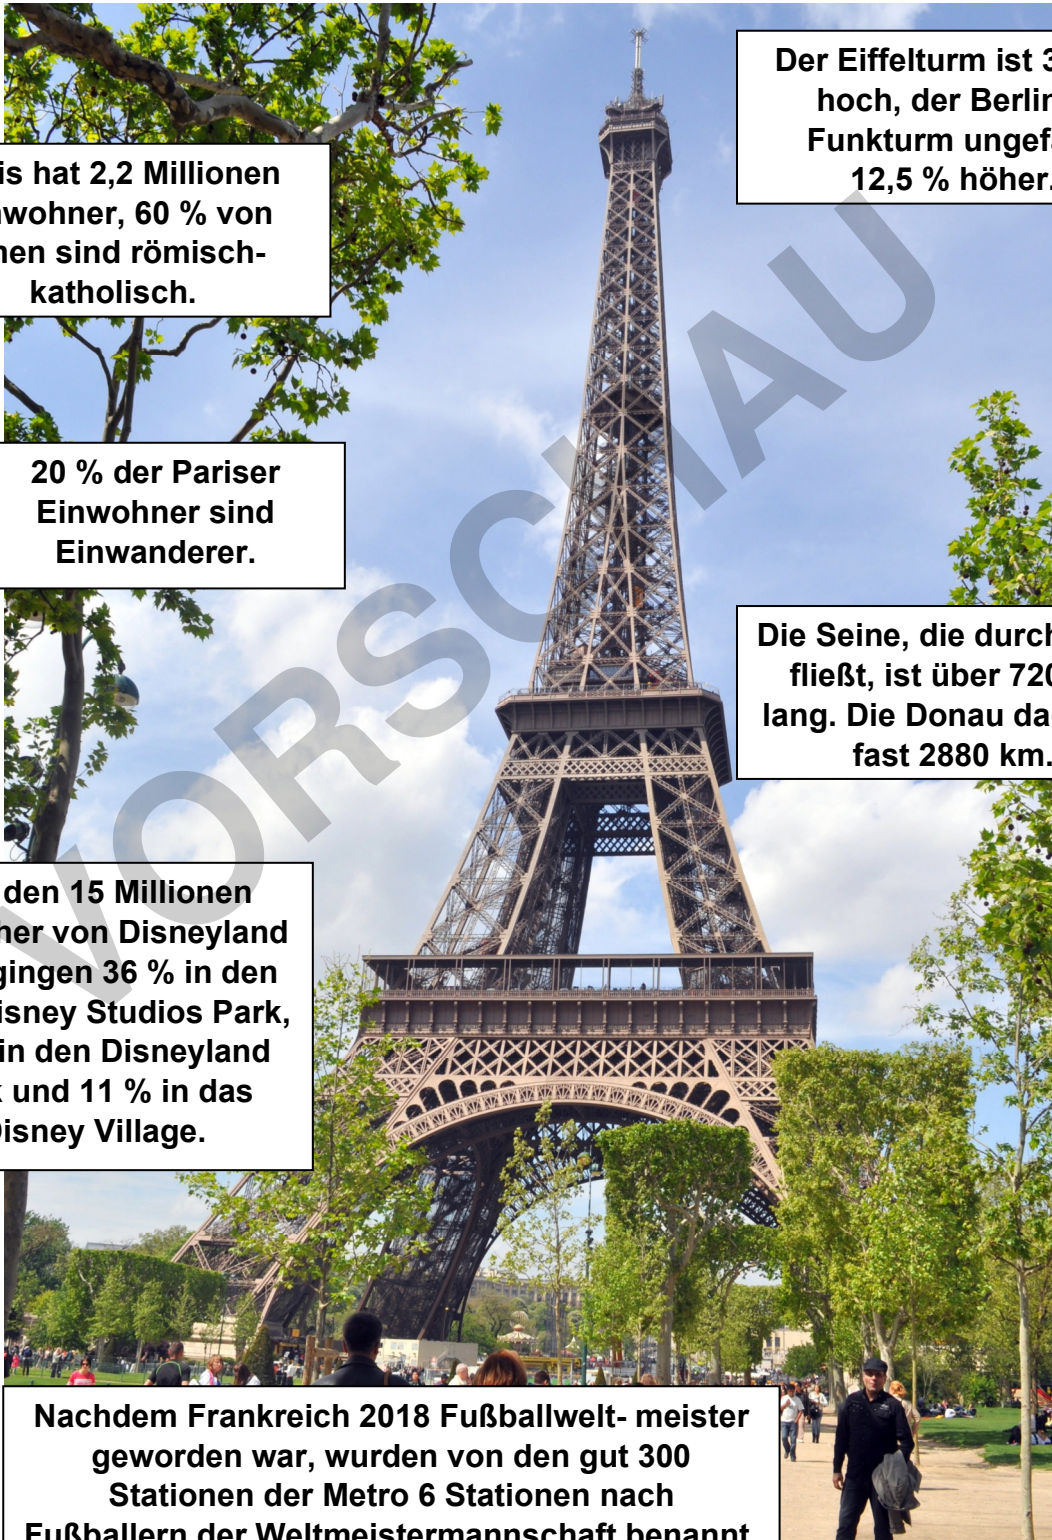 Der Eiffelturm ist 3
hoch, der Berlin
Funkturm ungef
12,5 % höher.
is hat 2,2 Millionen
wohner, 60 % von
nen sind römisch-
katholisch.
20 % der Pariser
Einwohner sind
Einwanderer.
Die Seine, die durch
fließt, ist über 720
lang. Die Donau da
fast 2880 km.
den 15 Millionen
her von Disneyland
gingen 36 % in den
isney Studios Park,
in den Disneyland
und 11 % in das
Disney Village.
Nachdem Frankreich 2018 Fußballwelt- meister
geworden war, wurden von den gut 300
Stationen der Metro 6 Stationen nach
Fußballern der Weltmeistermannschaft benannt
VORSCHAU